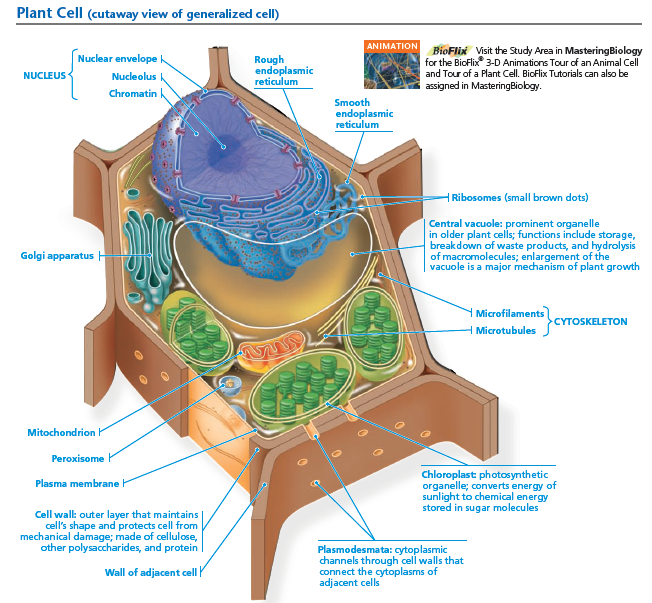 Plant Cell (cutaway view of generalized cell)
ANIMATION
BioFlix Visit the Study Area in MasteringBiology
for the BioFlix® 3-D Animations Tour of an Animal Cell
and Tour of a Plant Cell. BioFlix Tutorials can also be
assigned in MasteringBiology.
NUCLEUS
Nuclear envelope
Nucleolus
Chromatin
Rough
endoplasmic
reticulum
Smooth
endoplasmic
reticulum
Ribosomes (small brown dots)
Central vacuole: prominent organelle
in older plant cells; functions include storage,
breakdown of waste products, and hydrolysis
of macromolecules; enlargement of the
vacuole is a major mechanism of plant growth
Golgi apparatus
Microfilaments
Microtubules
CYTOSKELETON
Mitochondrion
Peroxisome
Plasma membrane
Cell wall: outer layer that maintains
cell's shape and protects cell from
mechanical damage; made of cellulose,
other polysaccharides, and protein
Wall of adjacent cell
Chloroplast: photosynthetic
organelle; converts energy of
sunlight to chemical energy
stored in sugar molecules
Plasmodesmata: cytoplasmic
channels through cell walls that
connect the cytoplasms of
adjacent cells